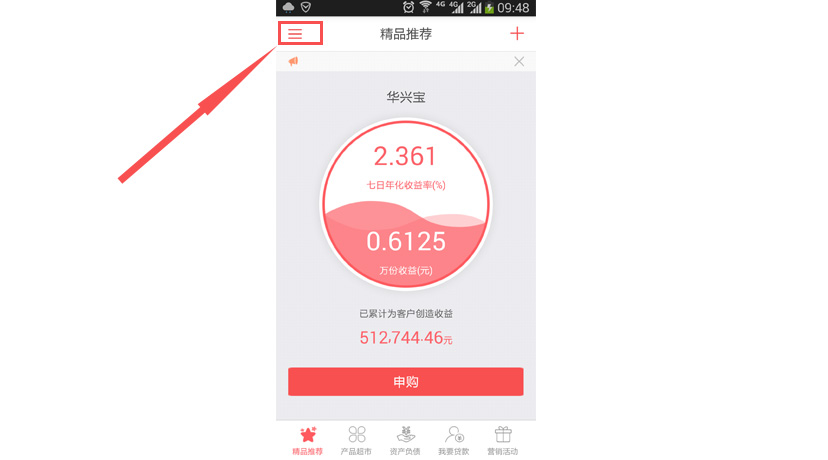 4G 4G 2G 09:48
精品推荐
华兴宝
2.361
七日年化收益率(%)
0.6125
万份收益(元)
已累计为客户创造收益
512,744.46元
申购
精品推荐 产品超市 资产负债 我要贷款 营销活动